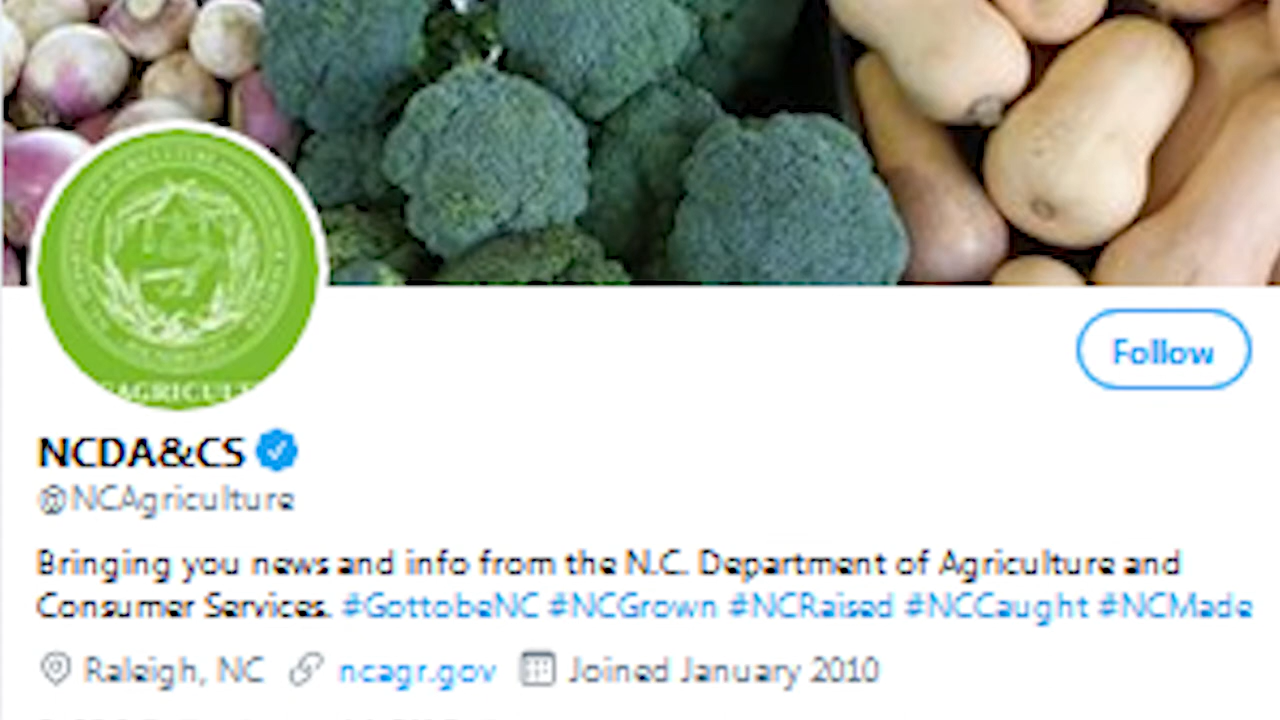 AGRICULT
Follow
NCDA&CS
@NCAgriculture
Bringing you news and info from the N.C. Department of Agriculture and
Consumer Services. #GottobeNC #NCGrown #NCRaised #NCCaught #NCMade
Raleigh, NC ncagr.gov Joined January 2010